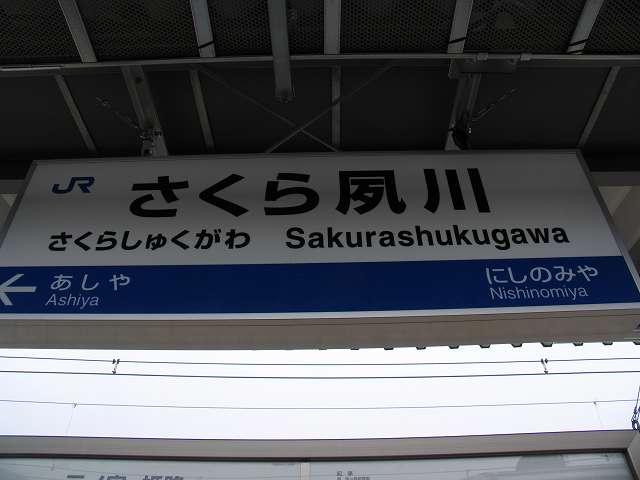 JR さくら夙川
さくらしゅくがわ Sakurashukugawa
← あしや にしのみや
Ashiya Nishinomiya